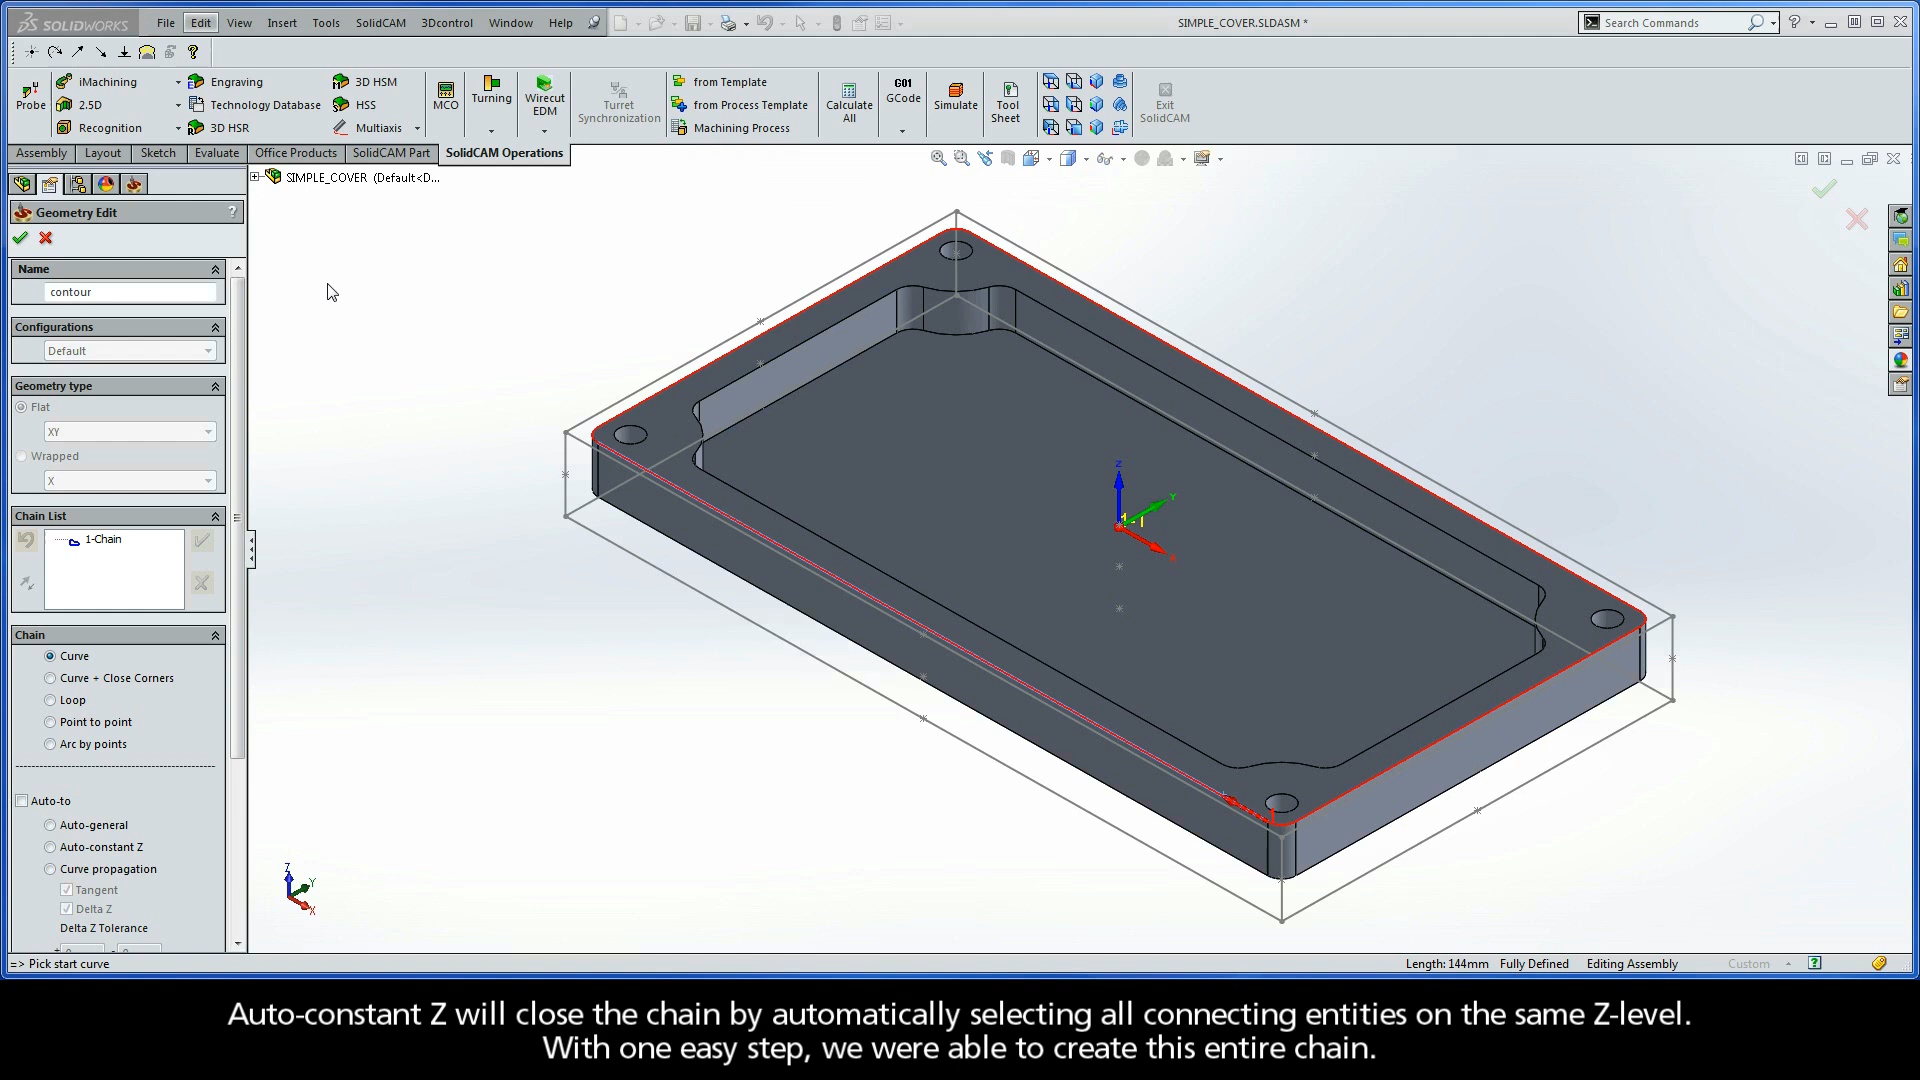 SOLIDWORKS File Edit View Insert Tools SolidCAM 3Dcontrol Window Help SIMPLE_COVER.SLDASM * Search Commands
Probe iMachining 2.5D Recognition
Engraving Technology Database 3D HSR
3D HSM HSS Multiaxis
MCO Turning Wirecut EDM Turret Synchronization
from Template from Process Template Machining Process
Calculate All G01 GCode Simulate Tool Sheet Exit SolidCAM
Assembly Layout Sketch Evaluate Office Products SolidCAM Part SolidCAM Operations
SIMPLE_COVER (Default<D...
Geometry Edit ?
Name
contour
Configurations
Default
Geometry type
Flat
XY
Wrapped
X
Chain List
1-Chain
Chain
Curve
Curve + Close Corners
Loop
Point to point
Arc by points
Auto-to
Auto-general
Auto-constant Z
Curve propagation
Tangent
Delta Z
Delta Z Tolerance
Z
Y
X
Z
Y
X
=> Pick start curve Length: 144mm Fully Defined Editing Assembly Custom
Auto-constant Z will close the chain by automatically selecting all connecting entities on the same Z-level.
With one easy step, we were able to create this entire chain.